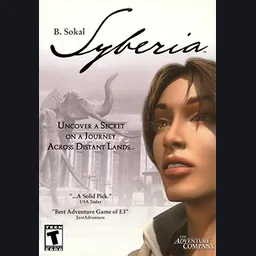 B. Sokal
Syberia
Uncover a Secret
on a Journey
Across Distant Lands...
"...A Solid Pick."
USA Today
"Best Adventure Game of E3"
JustAdventure
TEEN
T
The
Adventure
Company